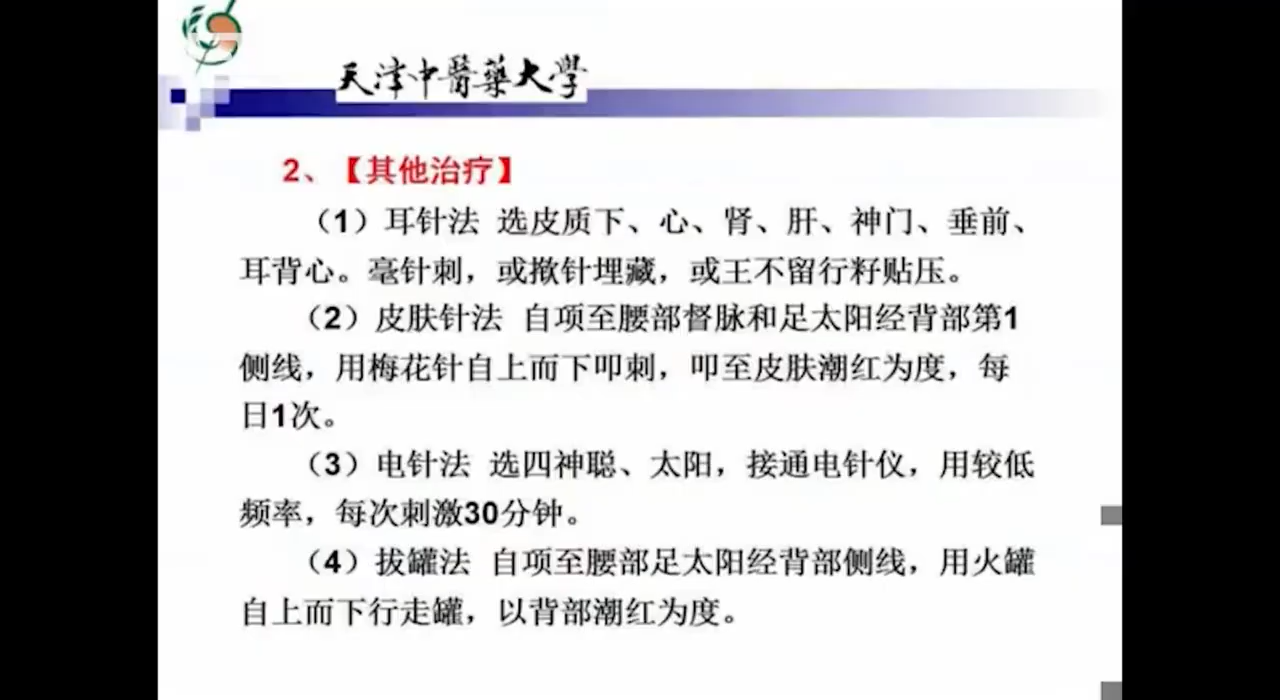 天津中醫藥大學
2、【其他治疗】
（1）耳针法 选皮质下、心、肾、肝、神门、垂前、
耳背心。毫针刺，或揿针埋藏，或王不留行籽贴压。
（2）皮肤针法 自项至腰部督脉和足太阳经背部第1
侧线，用梅花针自上而下叩刺，叩至皮肤潮红为度，每
日1次。
（3）电针法 选四神聪、太阳，接通电针仪，用较低
频率，每次刺激30分钟。
（4）拔罐法 自项至腰部足太阳经背部侧线，用火罐
自上而下行走罐，以背部潮红为度。